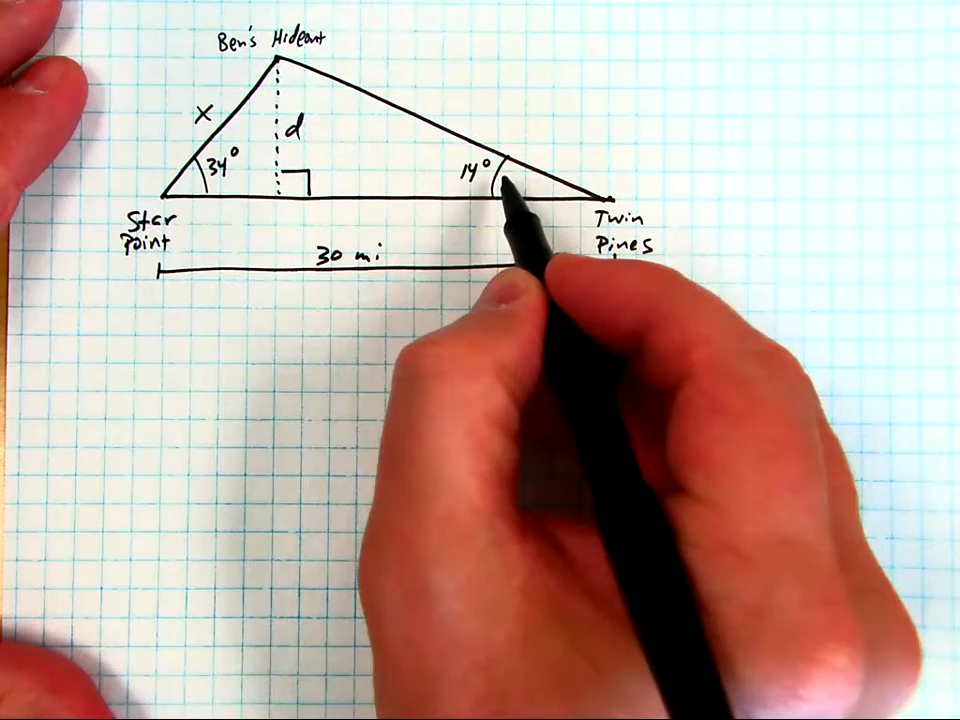 Ben's Hideout
x
d
34°
14°
Star
Point
Twin
Pines
30 mi